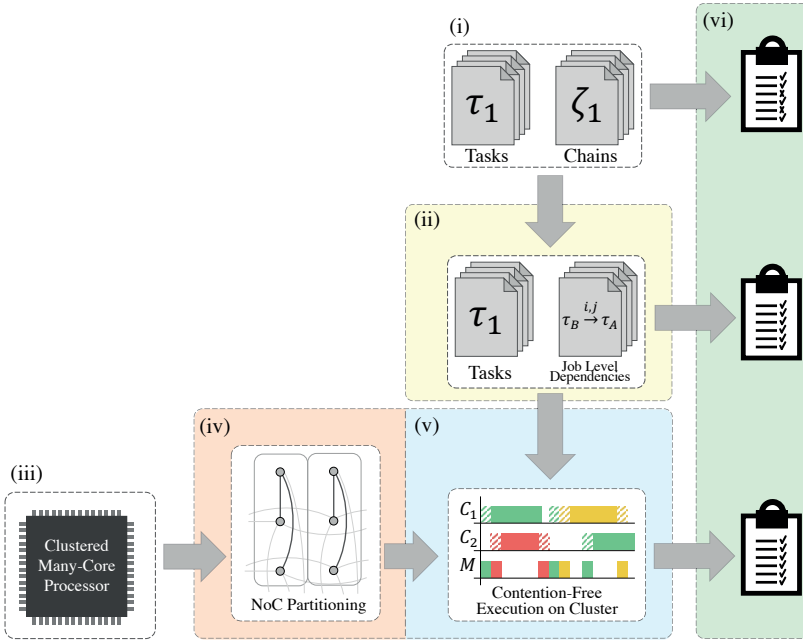 (i)
(vi)
τ1
ζ1
Tasks
Chains
(ii)
τ1
i,j
τB → τA
Tasks
Job Level
Dependencies
(iii)
(iv)
(v)
Clustered
Many-Core
Processor
NoC Partitioning
C1
C2
M
Contention-Free
Execution on Cluster